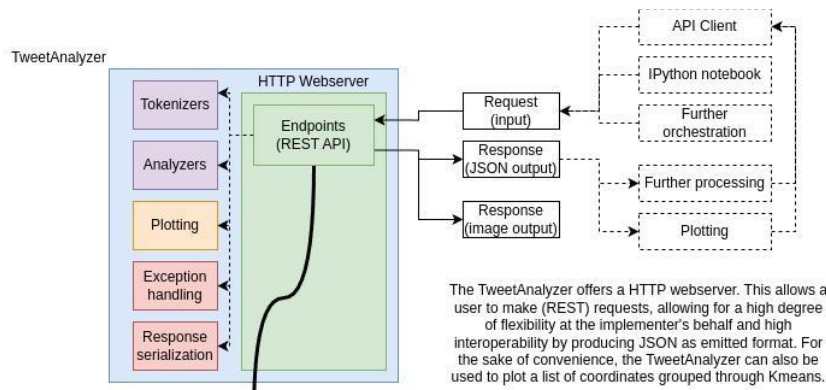 TweetAnalyzer
HTTP Webserver
Tokenizers
Analyzers
Plotting
Exception
handling
Response
serialization
Endpoints
(REST API)
Request
(input)
Response
(JSON output)
Response
(image output)
API Client
IPython notebook
Further
orchestration
Further processing
Plotting
The TweetAnalyzer offers a HTTP webserver. This allows a
user to make (REST) requests, allowing for a high degree
of flexibility at the implementer's behalf and high
interoperability by producing JSON as emitted format. For
the sake of convenience, the TweetAnalyzer can also be
used to plot a list of coordinates grouped through Kmeans.